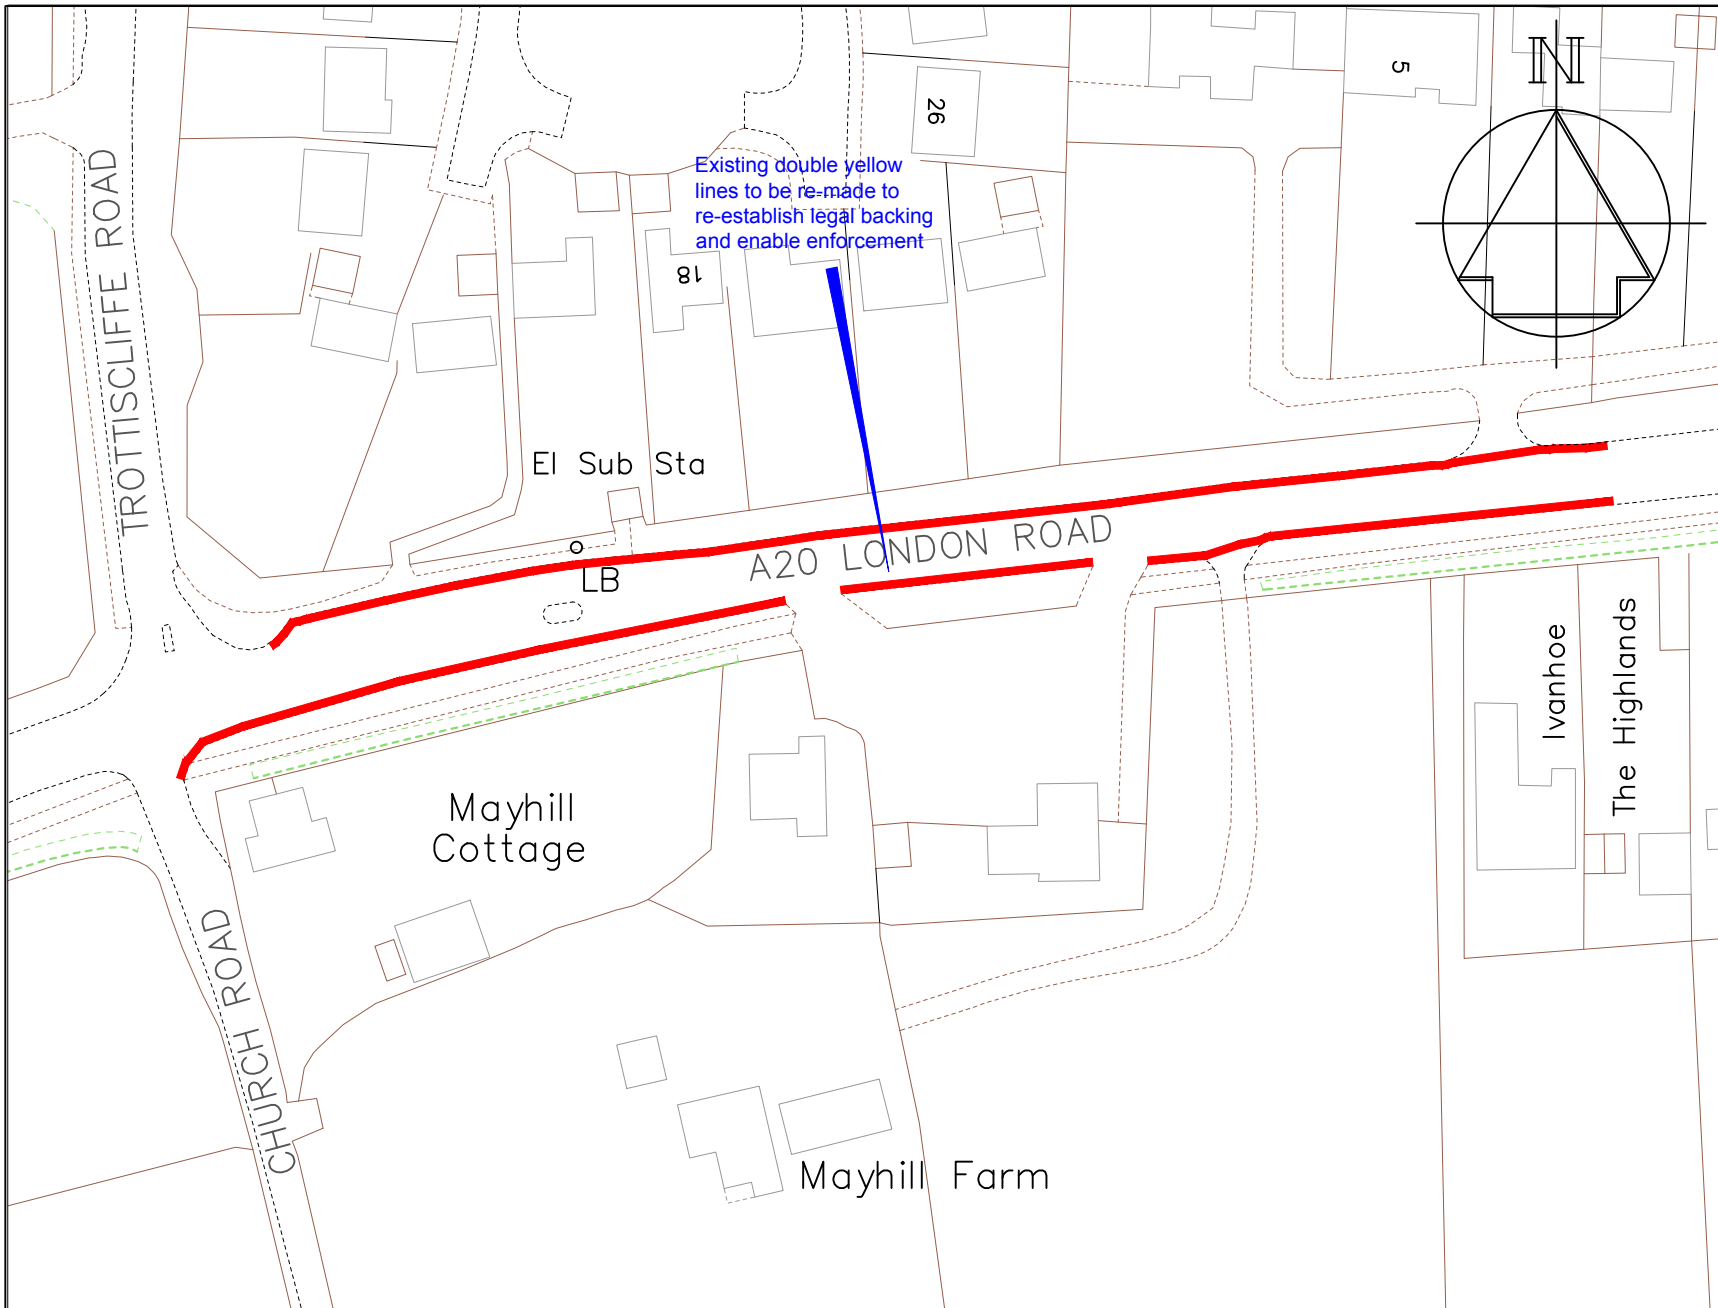 N
5
26
Existing double yellow
lines to be re-made to
re-establish legal backing
and enable enforcement
18
TROTTISCLIFFE ROAD
El Sub Sta
A20 LONDON ROAD
LB
Ivanhoe
The Highlands
Mayhill
Cottage
CHURCH ROAD
Mayhill Farm